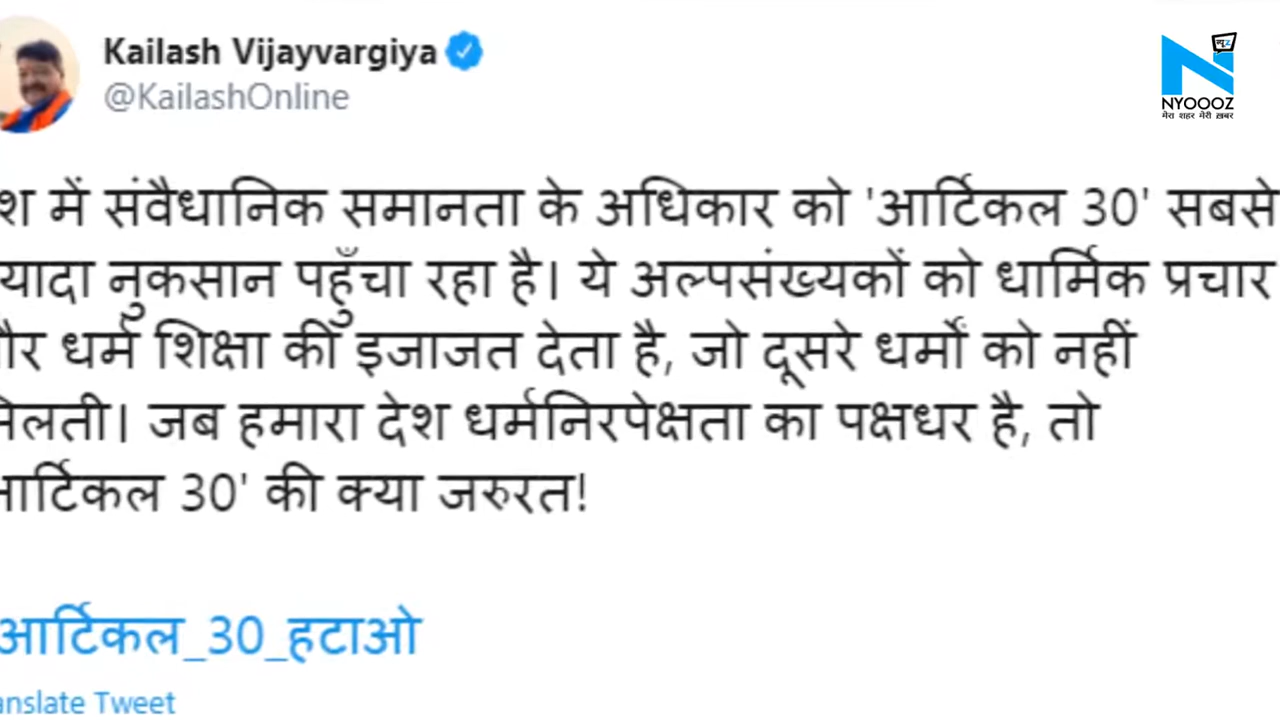 Kailash Vijayvargiya
@KailashOnline
न्यूz
NYOOOZ
मेरा शहर मेरी ख़बर
श में संवैधानिक समानता के अधिकार को 'आर्टिकल 30' सबसे
यादा नुकसान पहुँचा रहा है। ये अल्पसंख्यकों को धार्मिक प्रचार
र धर्म शिक्षा की इजाजत देता है, जो दूसरे धर्मों को नहीं
लती। जब हमारा देश धर्मनिरपेक्षता का पक्षधर है, तो
आर्टिकल 30' की क्या जरुरत!
आर्टिकल_30_हटाओ
anslate Tweet